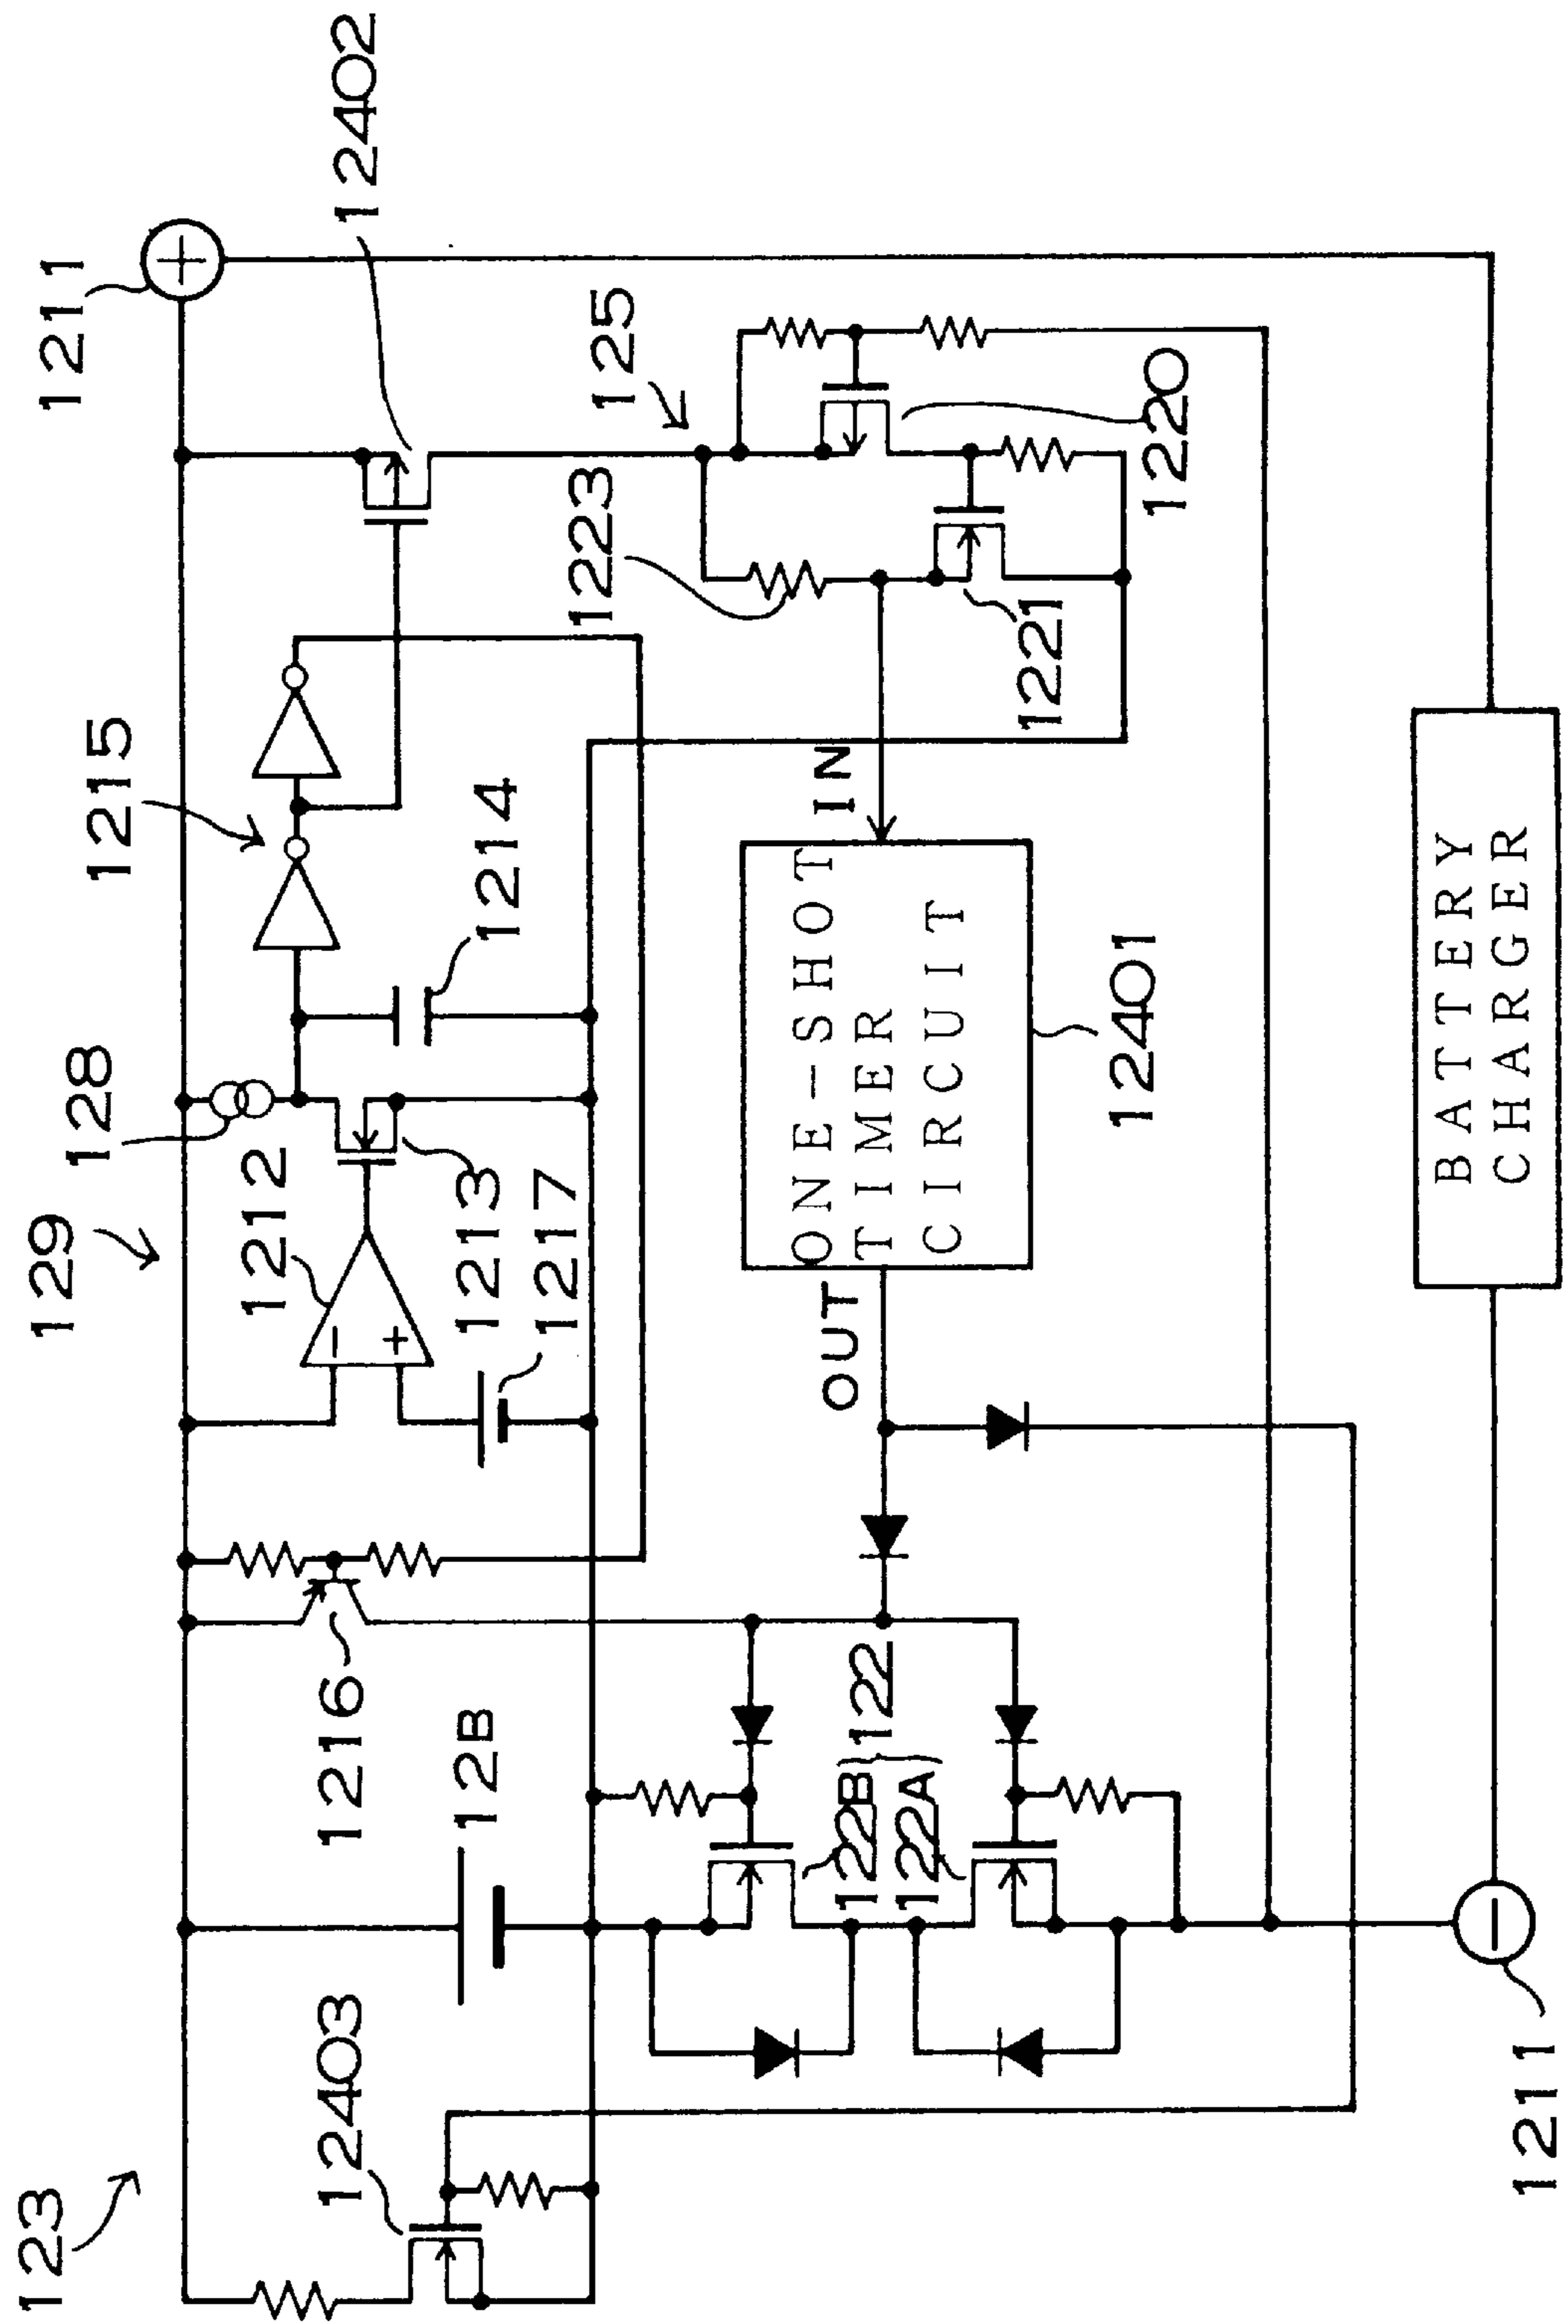 123
129
1211
+
128
1215
1212
−
+
12403
1216
12402
12B
1213
1214
1217
1223
125
OUT
IN
ONE-SHOT
TIMER
CIRCUIT
122B
122A
122
1221
12401
1220
BATTERY
CHARGER
−
1211